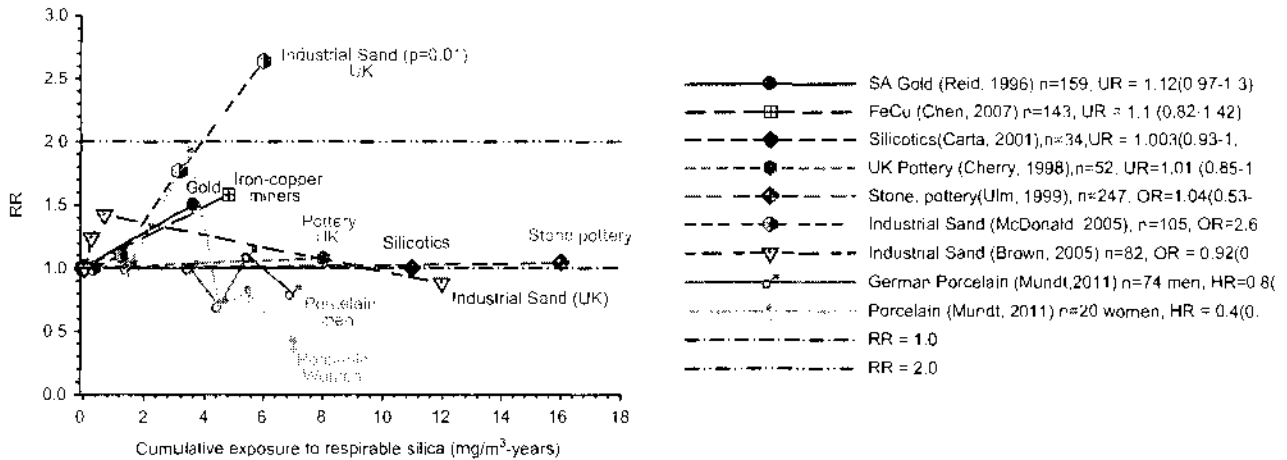 RR
3.0
2.5
2.0
1.5
1.0
0.5
0.0
0 2 4 6 8 10 12 14 16 18
Cumulative exposure to respirable silica (mg/m³-years)
Industrial Sand (p=0.01)
UK
Gold
Iron-copper
miners
Pottery
UK
Silicotics
Stone pottery
Industrial Sand (UK)
Porcelain
men
Porcelain
Women
SA Gold (Reid, 1996) n=159, UR = 1.12(0.97-1.3)
FeCu (Chen, 2007) n=143, UR = 1.1 (0.82-1.42)
Silicotics(Carta, 2001),n=34,UR = 1.003(0.93-1,
UK Pottery (Cherry, 1998),n=52, UR=1.01 (0.85-1
Stone, pottery(Ulm, 1999), n=247, OR=1.04(0.53-
Industrial Sand (McDonald, 2005), n=105, OR=2.6
Industrial Sand (Brown, 2005) n=82, OR = 0.92(0
German Porcelain (Mundt,2011) n=74 men, HR=0.8(
Porcelain (Mundt, 2011) n=20 women, HR = 0.4(0.
RR = 1.0
RR = 2.0